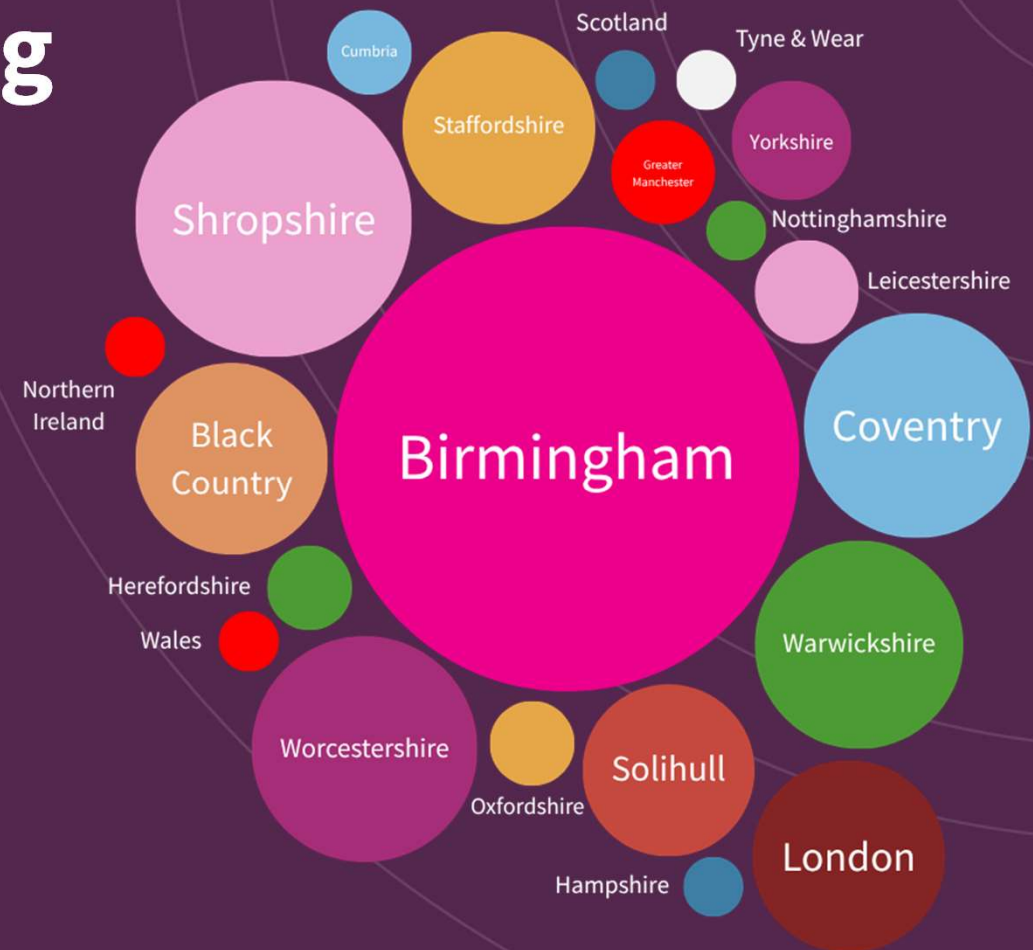 g
Scotland
Tyne & Wear
Cumbria
Staffordshire
Yorkshire
Greater
Manchester
Shropshire
Nottinghamshire
Leicestershire
Northern
Ireland
Black
Country
Birmingham
Coventry
Herefordshire
Wales
Warwickshire
Worcestershire
Solihull
Oxfordshire
London
Hampshire